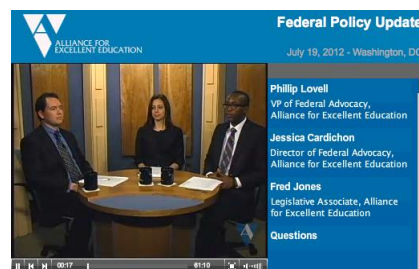 ALLIANCE FOR
EXCELLENT EDUCATION
Federal Policy Update
July 19, 2012 - Washington, DC
Phillip Lovell
VP of Federal Advocacy,
Alliance for Excellent Education
Jessica Cardichon
Director of Federal Advocacy,
Alliance for Excellent Education
Fred Jones
Legislative Associate, Alliance
for Excellent Education
Questions
00:17
61:10